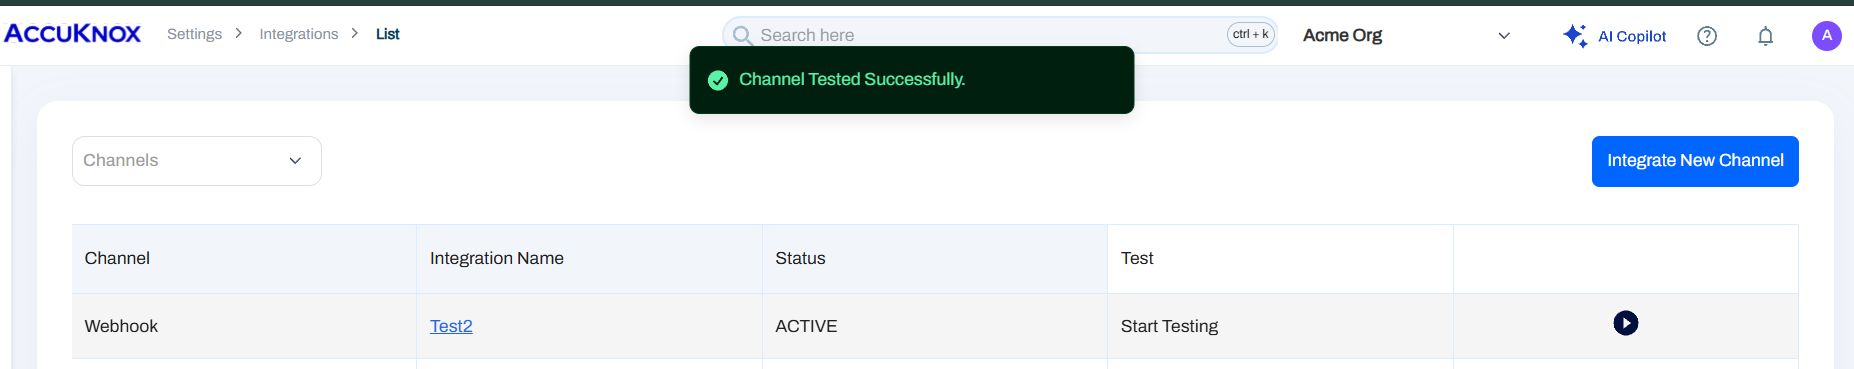 ACCUKNOX Settings > Integrations > List Search here ctrl + k Acme Org AI Copilot A
Channel Tested Successfully.
Channels Integrate New Channel
Channel Integration Name Status Test
Webhook Test2 ACTIVE Start Testing